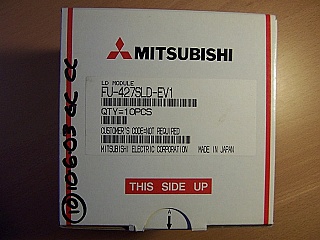 MITSUBISHI
LD MODULE
FU-427SLD-EV1
QTY=10PCS
CUSTOMER'S CODE=NOT REQUIRED
MITSUBISHI ELECTRIC CORPORATION MADE IN JAPAN
THIS SIDE UP
A